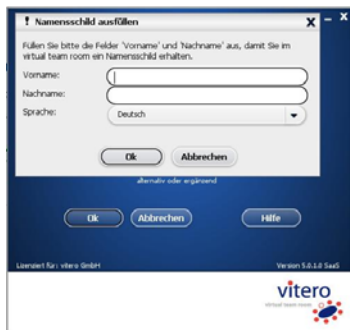 ! Namensschild ausfüllen
Füllen Sie bitte die Felder 'Vorname' und 'Nachname' aus, damit Sie im
virtual team room ein Namensschild erhalten.
Vorname:
Nachname:
Sprache:
Deutsch
Ok
Abbrechen
alternativ oder ergänzend
Ok
Abbrechen
Hilfe
Lizenziert für: vitero GmbH
Version 5.0.1.0 SaaS
vitero
virtual team room